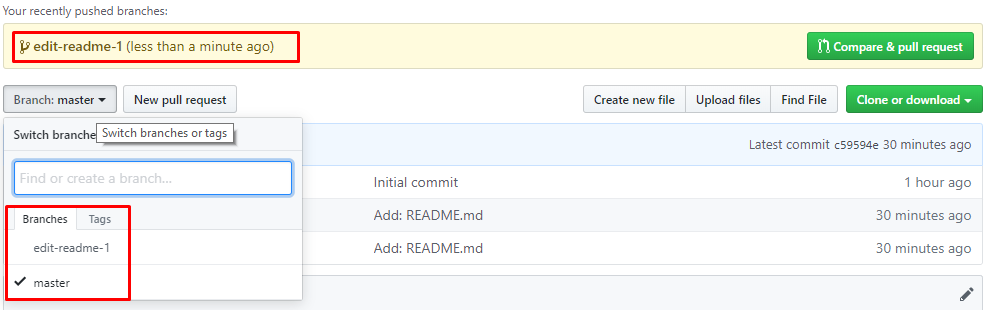 Your recently pushed branches:
edit-readme-1 (less than a minute ago)
Compare & pull request
Branch: master
New pull request
Create new file
Upload files
Find File
Clone or download
Switch branche
Switch branches or tags
Latest commit c59594e 30 minutes ago
Find or create a branch...
Initial commit
1 hour ago
Branches
Tags
Add: README.md
30 minutes ago
edit-readme-1
Add: README.md
30 minutes ago
master